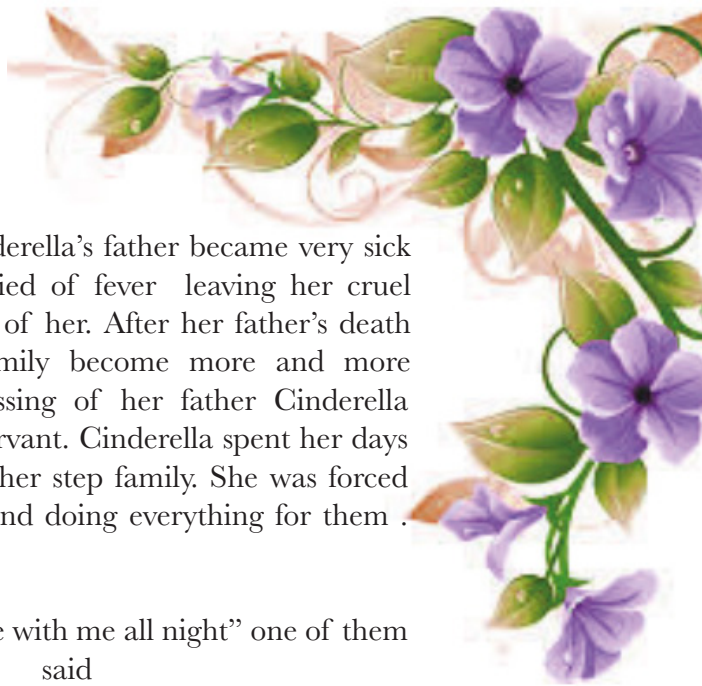 derella’s father became very sick
ied of fever leaving her cruel
of her. After her father’s death
mily become more and more
ssing of her father Cinderella
rvant. Cinderella spent her days
her step family. She was forced
nd doing everything for them .
e with me all night” one of them
said